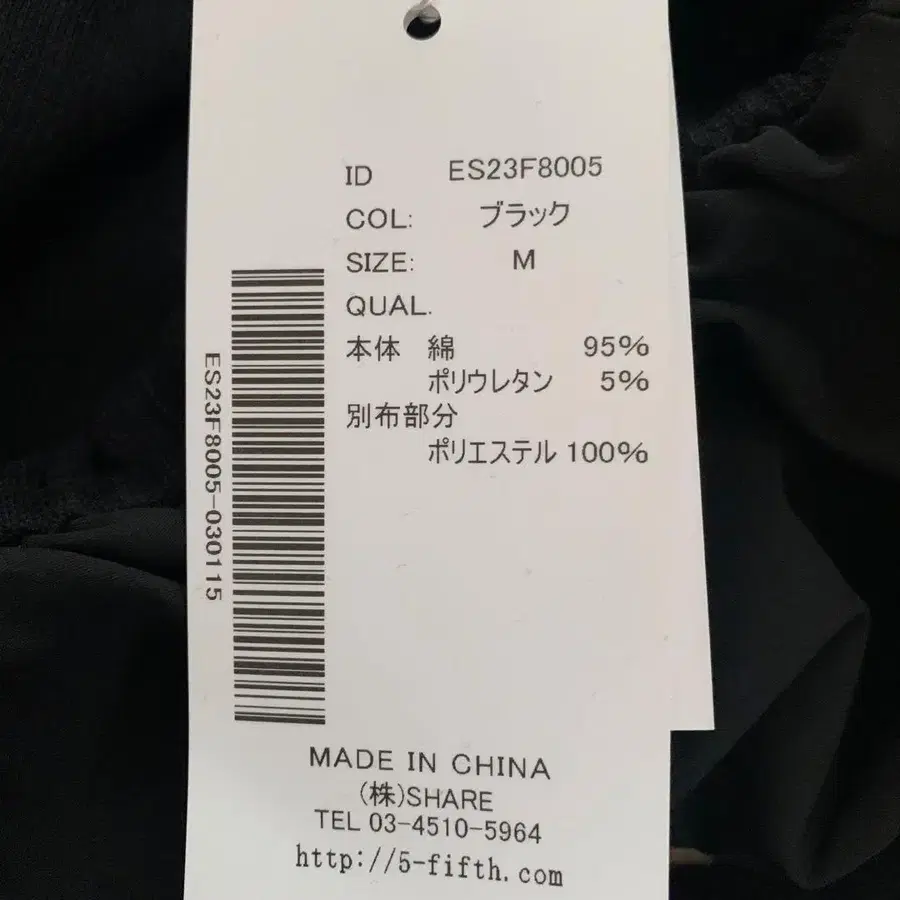 ID ES23F8005
COL: ブラック
SIZE: M
QUAL.
本体 綿 95%
ポリウレタン 5%
別布部分
ポリエステル 100%
ES23F8005-030115
MADE IN CHINA
(株)SHARE
TEL 03-4510-5964
http://5-fifth.com